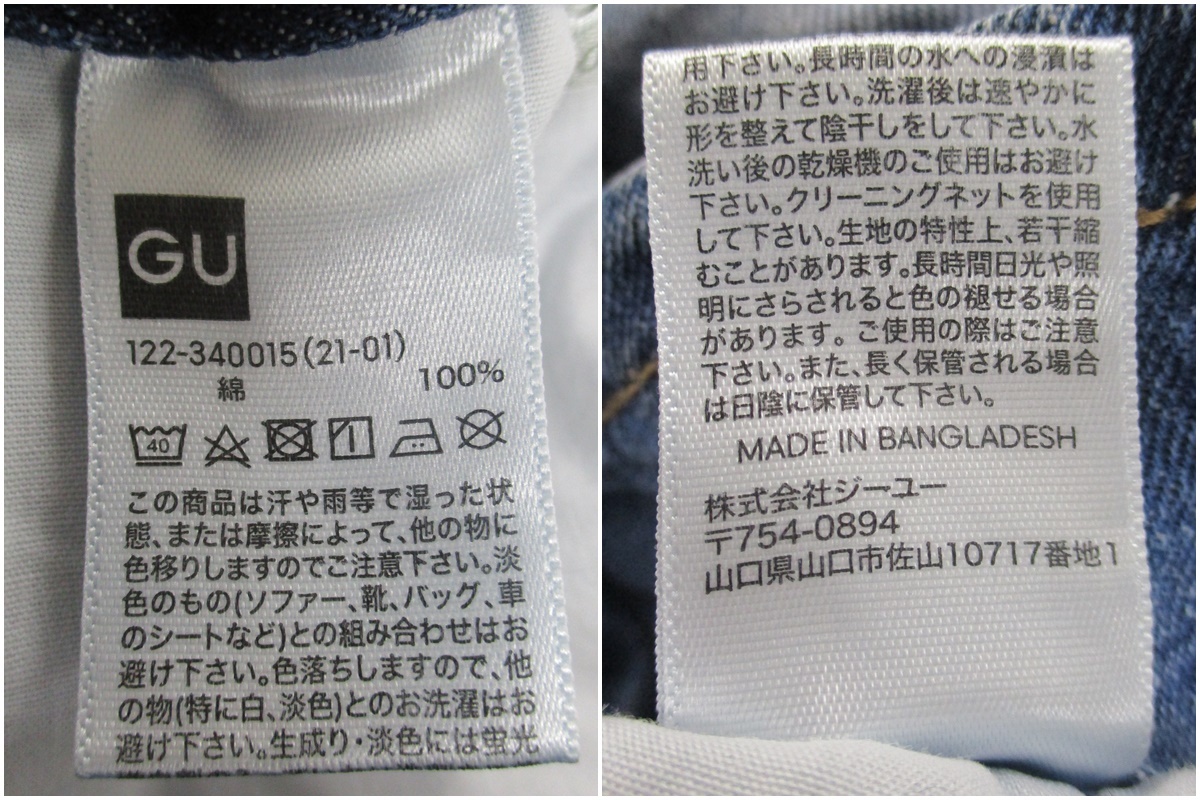 GU
122-340015(21-01)
綿 100%
40
この商品は汗や雨等で湿った状
態、または摩擦によって、他の物に
色移りしますのでご注意下さい。淡
色のもの(ソファー、靴、バッグ、車
のシートなど)との組み合わせはお
避け下さい。色落ちしますので、他
の物(特に白、淡色)とのお洗濯はお
避け下さい。生成り・淡色には蛍光
用下さい。長時間の水への浸漬は
お避け下さい。洗濯後は速やかに
形を整えて陰干しをして下さい。水
洗い後の乾燥機のご使用はお避け
下さい。クリーニングネットを使用
して下さい。生地の特性上、若干縮
むことがあります。長時間日光や照
明にさらされると色の褪せる場合
があります。ご使用の際はご注意
下さい。また、長く保管される場合
は日陰に保管して下さい。
MADE IN BANGLADESH
株式会社ジーユー
〒754-0894
山口県山口市佐山10717番地1